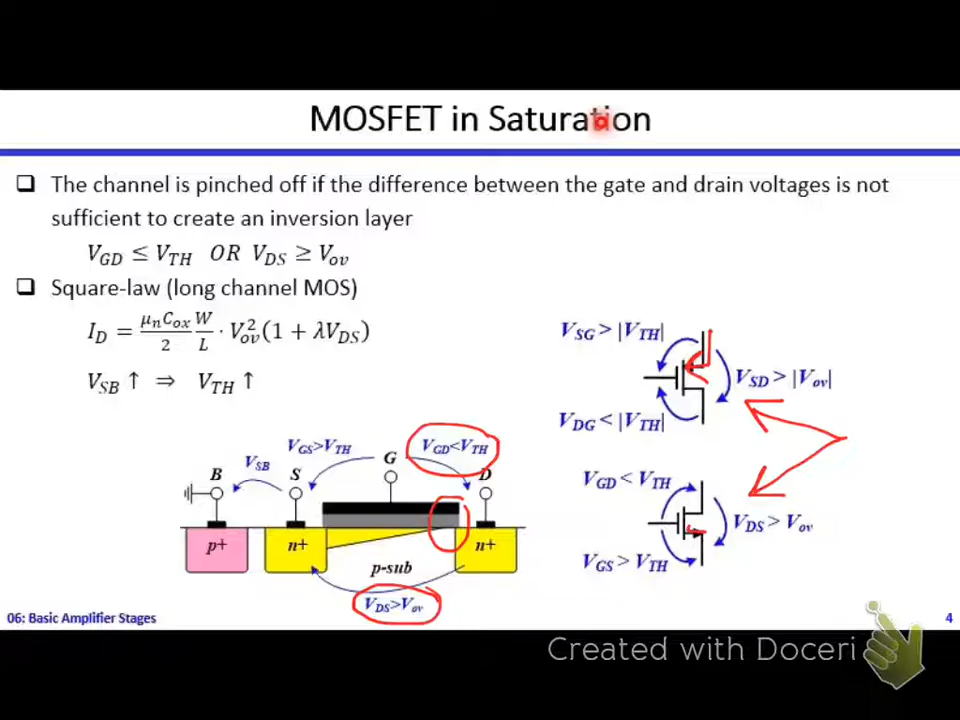 MOSFET in Saturation
❑ The channel is pinched off if the difference between the gate and drain voltages is not
sufficient to create an inversion layer
V_GD ≤ V_TH OR V_DS ≥ V_ov
❑ Square-law (long channel MOS)
I_D = μ_nC_ox/2 W/L · V_ov^2(1 + λV_DS)
V_SB ↑ ⇒ V_TH ↑
V_SG > |V_TH|
V_SD > |V_ov|
V_DG < |V_TH|
V_GD < V_TH
V_DS > V_ov
V_GS > V_TH
V_GS>V_TH
V_GD<V_TH
V_SB
G
B
S
D
p+
n+
n+
p-sub
V_DS>V_ov
06: Basic Amplifier Stages
4
Created with Doceri